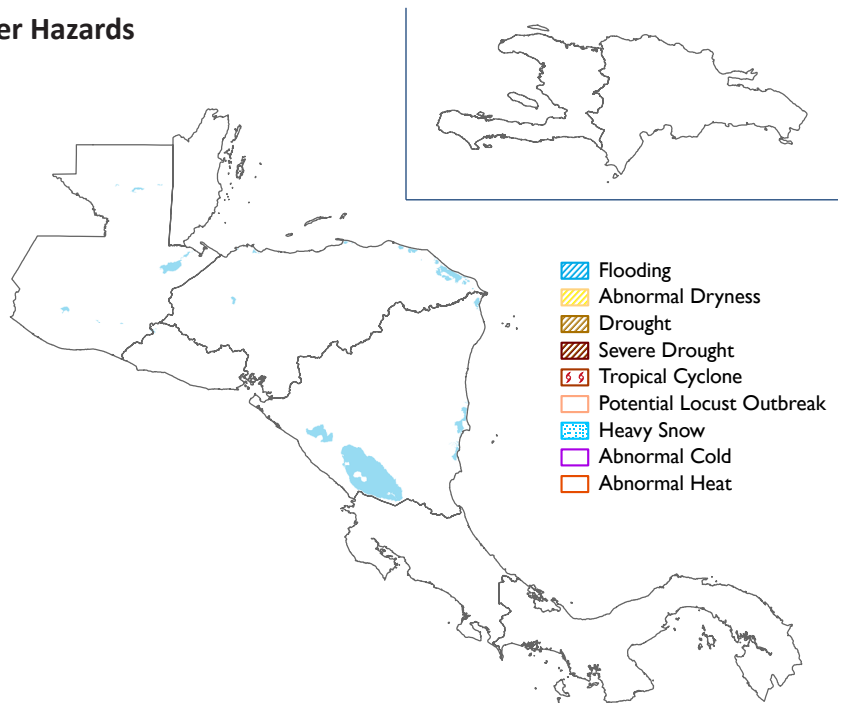 er Hazards
Flooding
Abnormal Dryness
Drought
Severe Drought
Tropical Cyclone
Potential Locust Outbreak
Heavy Snow
Abnormal Cold
Abnormal Heat